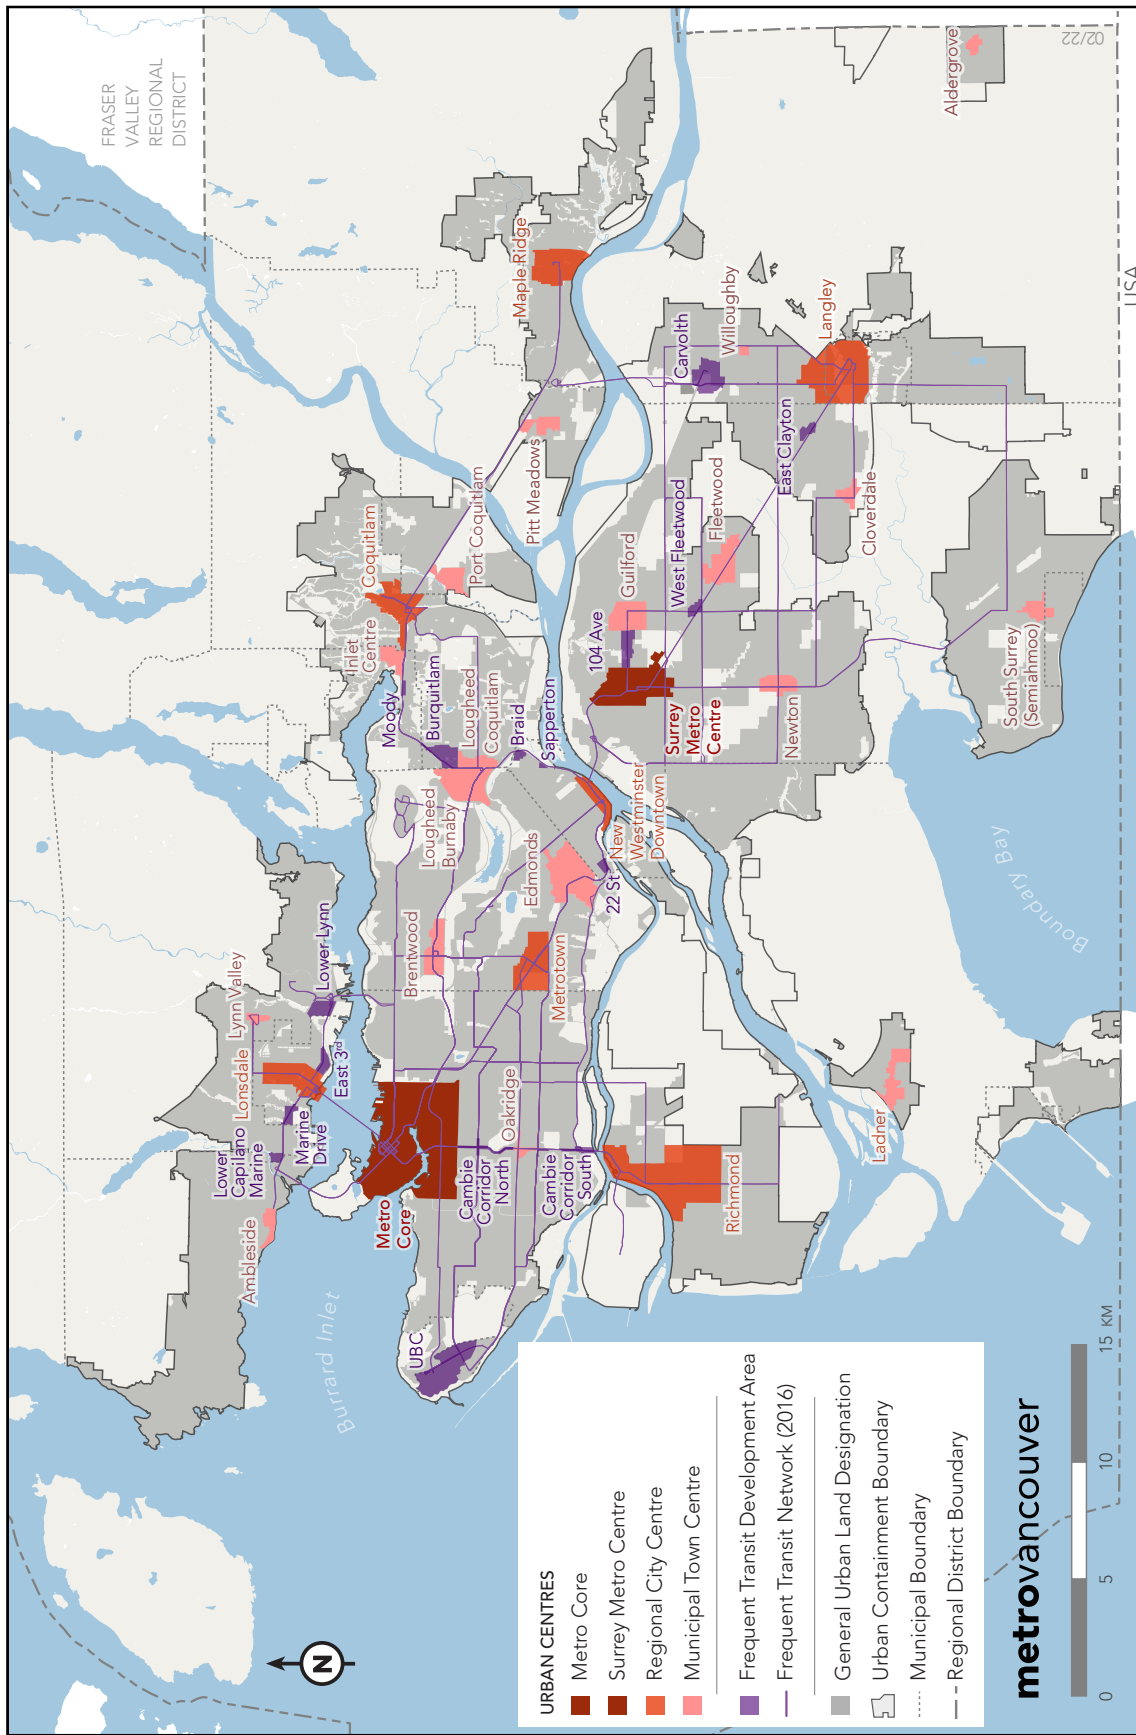 FRASER
VALLEY
REGIONAL
DISTRICT
Lynn Valley
Lonsdale
Lower
Capilano
Marine
Ambleside
Marine
Drive
East 3rd
Lower Lynn
Burrard Inlet
Metro
Core
UBC
Cambie
Corridor
North
Oakridge
Cambie
Corridor
South
Brentwood
Metrotown
Edmonds
22 St
Lougheed
Burnaby
Lougheed
Coquitlam
Burquitlam
Moody
Inlet
Centre
Coquitlam
Port Coquitlam
Pitt Meadows
Maple Ridge
Braid
Sapperton
New
Westminster
Downtown
104 Ave
Guilford
Surrey
Metro
Centre
West Fleetwood
Fleetwood
Newton
Carvolth
Willoughby
East Clayton
Langley
Cloverdale
South Surrey
(Semiahmoo)
Aldergrove
Richmond
Ladner
Boundary Bay
USA
02/22
N
URBAN CENTRES
Metro Core
Surrey Metro Centre
Regional City Centre
Municipal Town Centre
Frequent Transit Development Area
Frequent Transit Network (2016)
General Urban Land Designation
Urban Containment Boundary
Municipal Boundary
Regional District Boundary
metrovancouver
0 5 10 15 KM